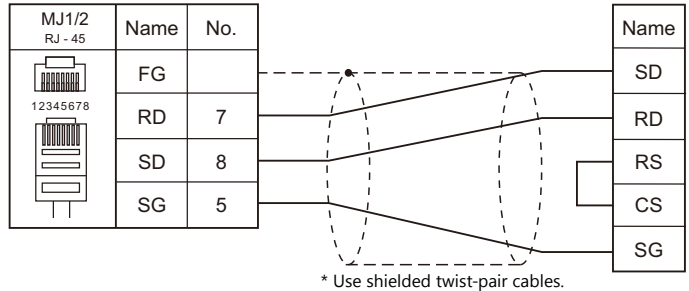 MJ1/2
RJ - 45
Name No.
Name
FG
SD
12345678
RD 7
RD
SD 8
RS
SG 5
CS
SG
* Use shielded twist-pair cables.